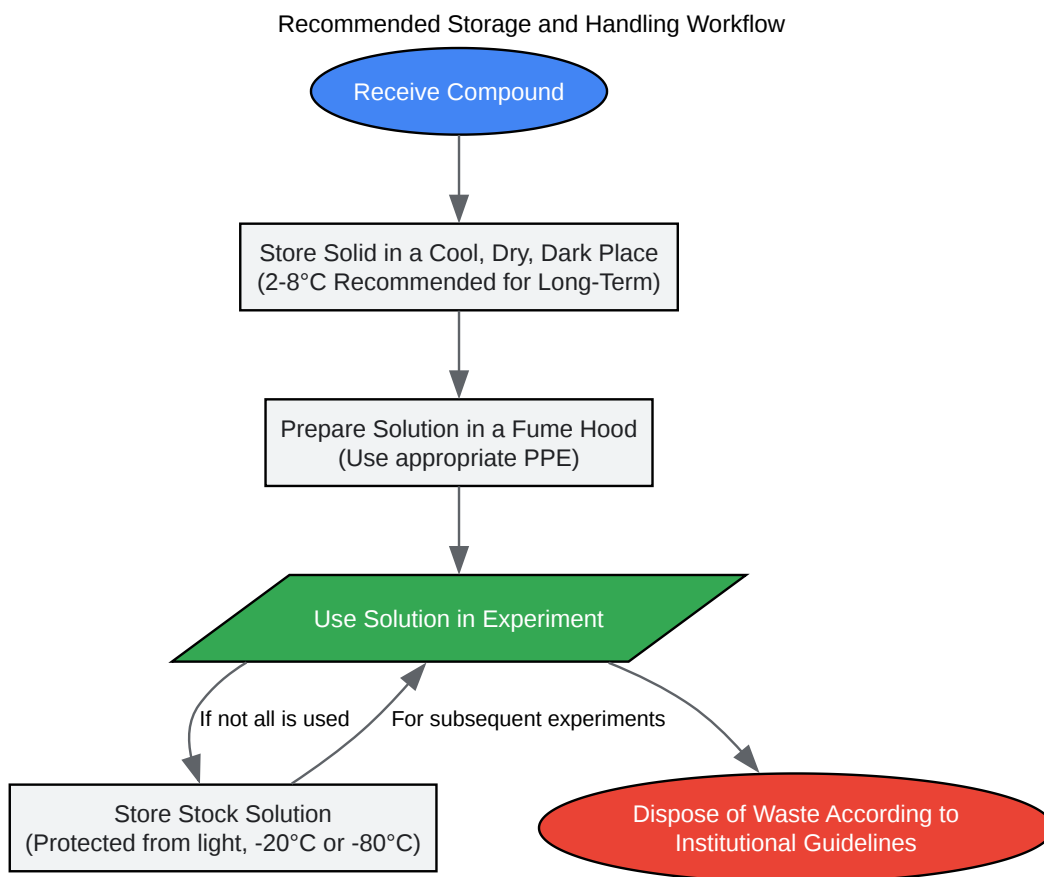 Recommended Storage and Handling Workflow
Receive Compound
Store Solid in a Cool, Dry, Dark Place
(2-8°C Recommended for Long-Term)
Prepare Solution in a Fume Hood
(Use appropriate PPE)
Use Solution in Experiment
If not all is used
For subsequent experiments
Store Stock Solution
(Protected from light, -20°C or -80°C)
Dispose of Waste According to
Institutional Guidelines